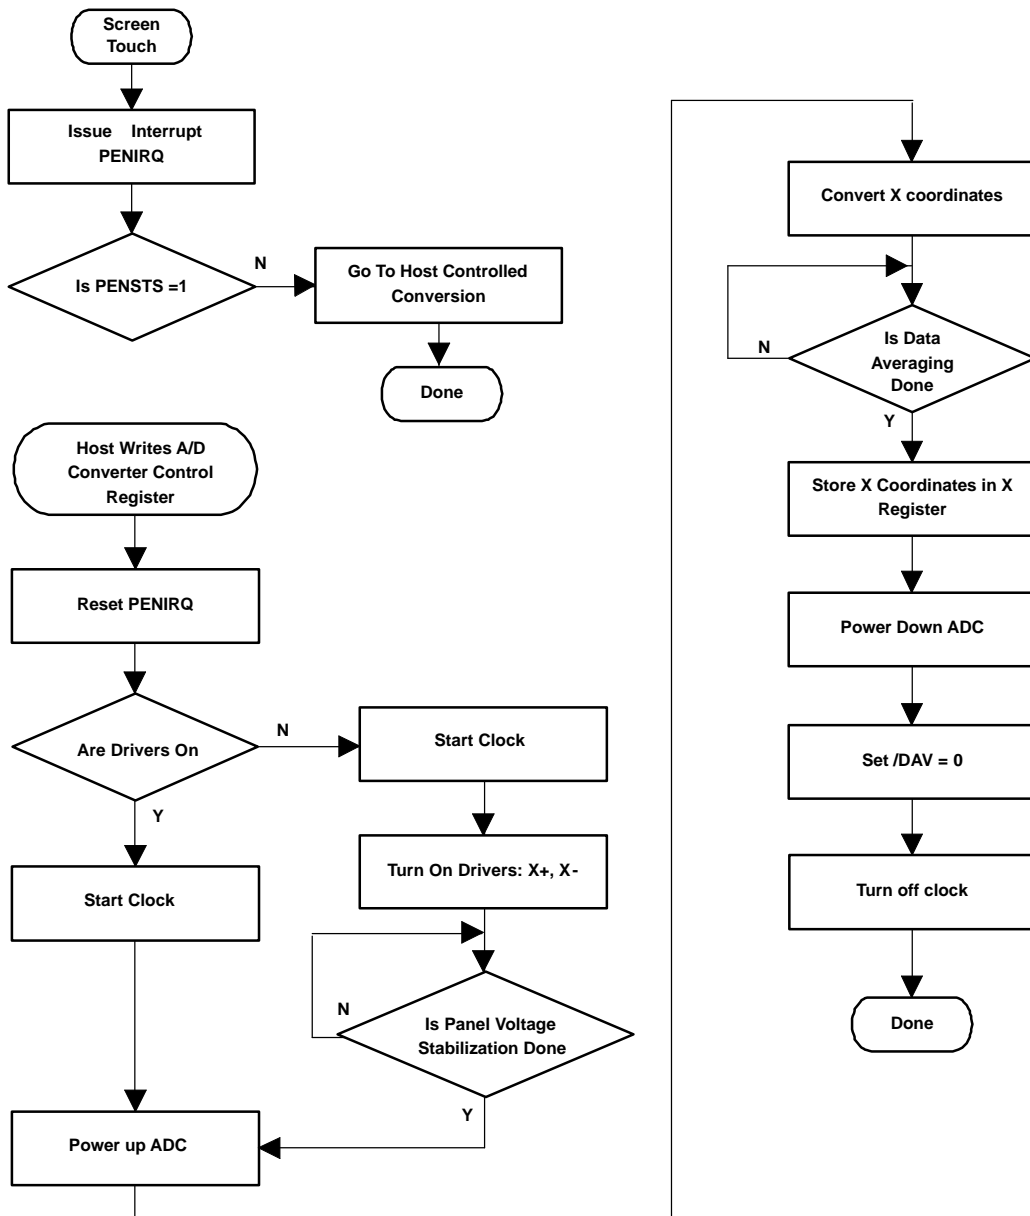 Screen
Touch
Issue Interrupt
PENIRQ
Is PENSTS =1
N
Go To Host Controlled
Conversion
Done
Host Writes A/D
Converter Control
Register
Reset PENIRQ
Are Drivers On
N
Y
Start Clock
Start Clock
Turn On Drivers: X+, X-
N
Is Panel Voltage
Stabilization Done
Y
Power up ADC
Convert X coordinates
N
Is Data
Averaging
Done
Y
Store X Coordinates in X
Register
Power Down ADC
Set /DAV = 0
Turn off clock
Done